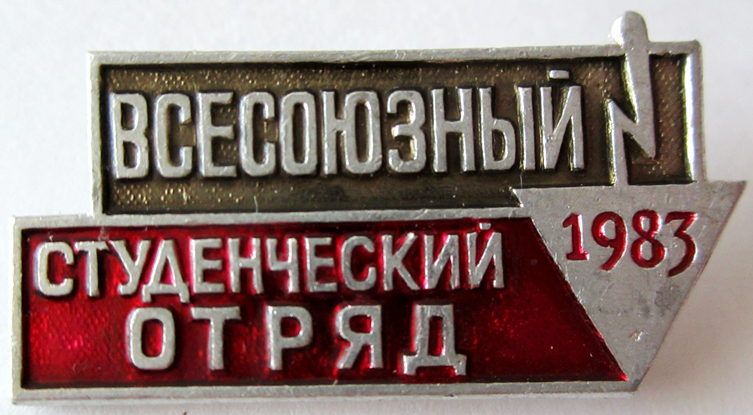 ВСЕСОЮЗНЫЙ
СТУДЕНЧЕСКИЙ
ОТРЯД
1983